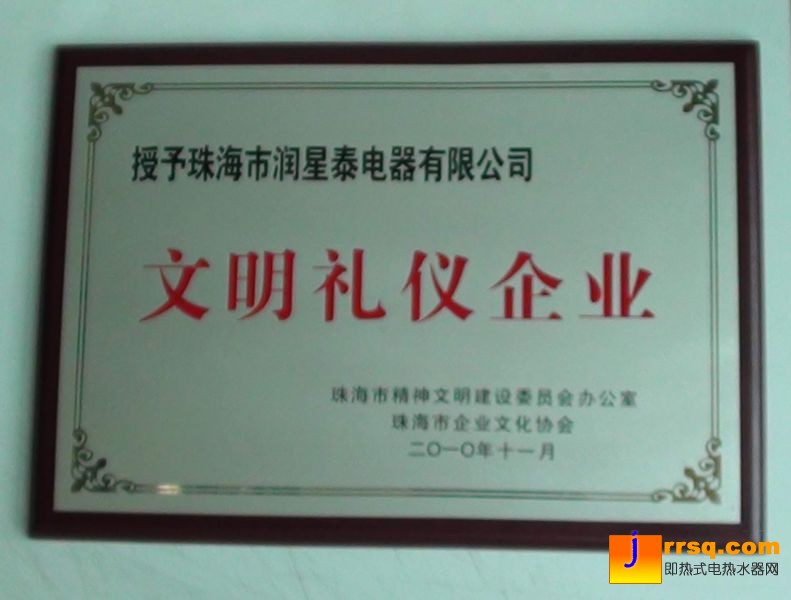 授予珠海市润星泰电器有限公司
文明礼仪企业
珠海市精神文明建设委员会办公室
珠海市企业文化协会
二〇一〇年十一月
j
rrsq.com
即热式电热水器网